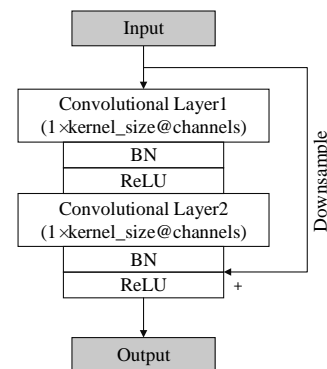 Input
Convolutional Layer1
(1×kernel_size@channels)
BN
ReLU
Convolutional Layer2
(1×kernel_size@channels)
BN
ReLU
+
Downsample
Output